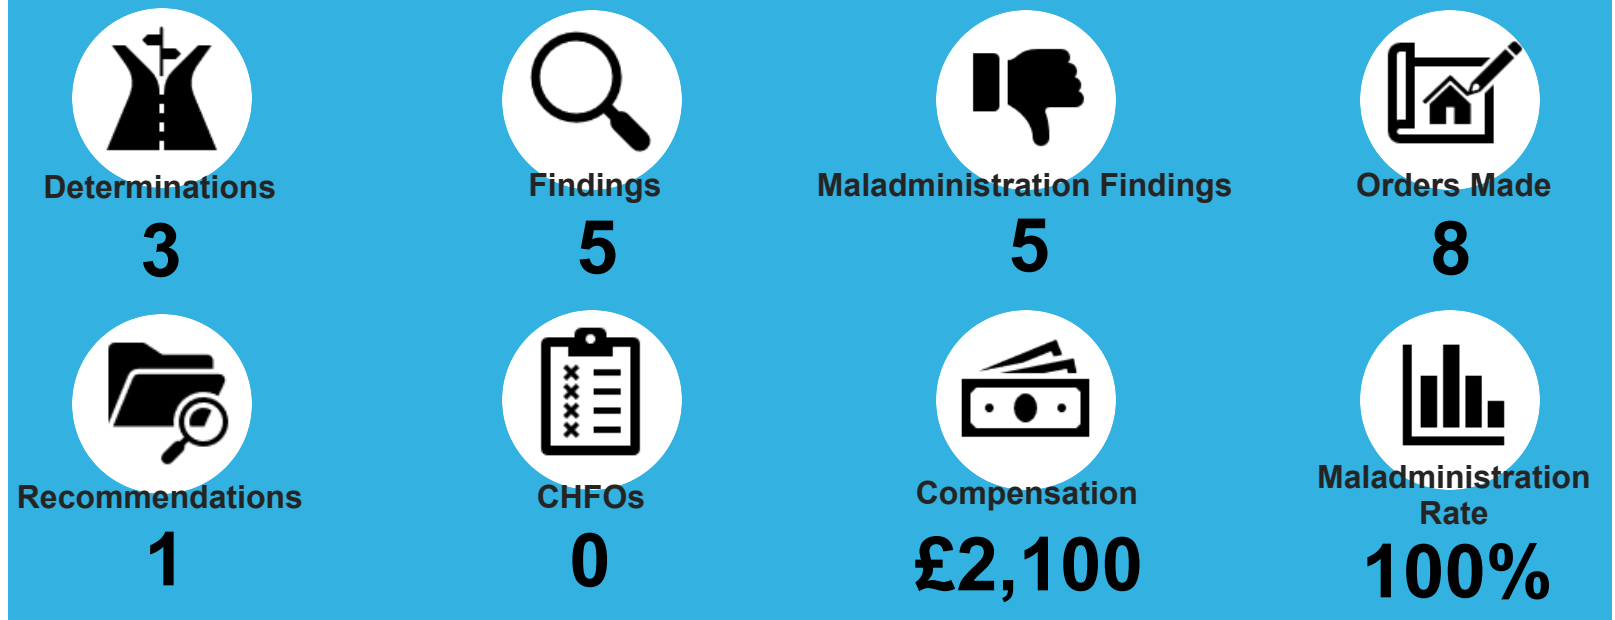 Determinations
3
Findings
5
Maladministration Findings
5
Orders Made
8
Recommendations
1
CHFOs
0
Compensation
£2,100
Maladministration
Rate
100%